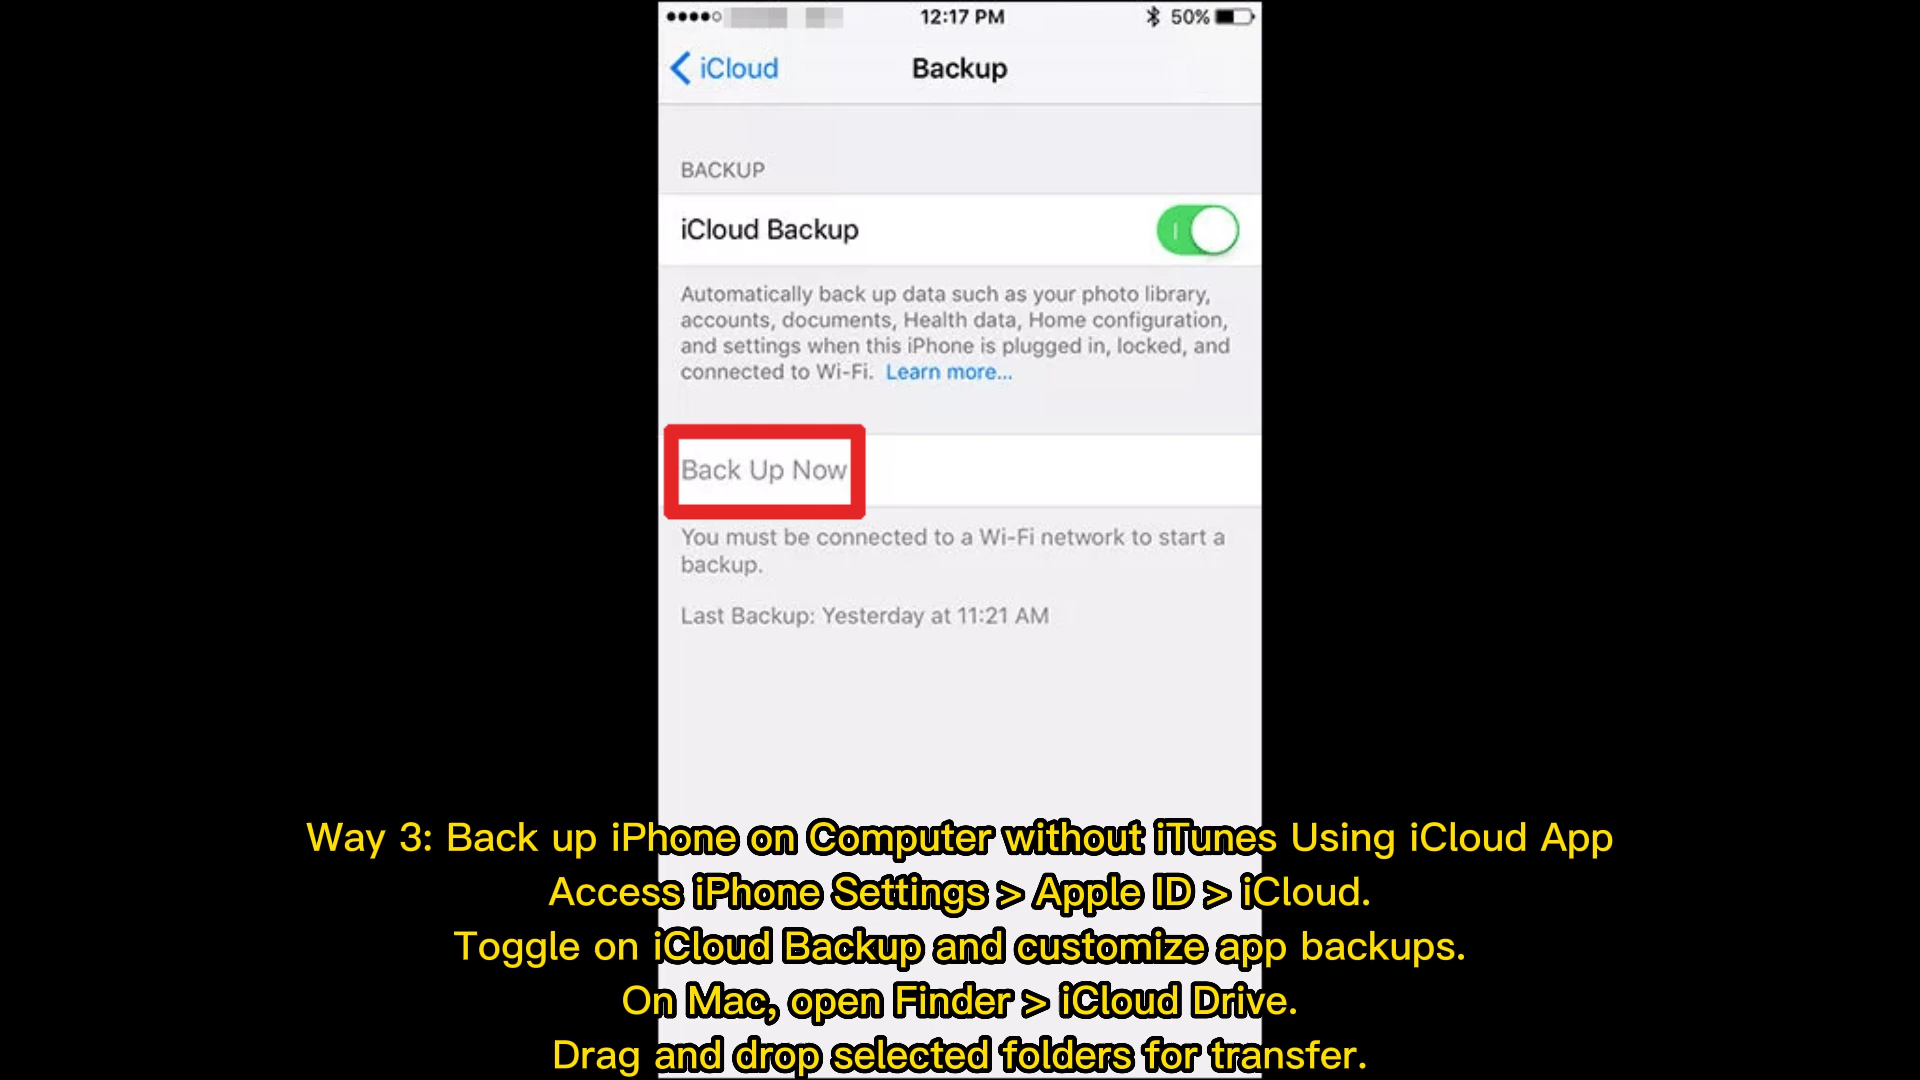 12:17 PM
50%
iCloud
Backup
BACKUP
iCloud Backup
Automatically back up data such as your photo library,
accounts, documents, Health data, Home configuration,
and settings when this iPhone is plugged in, locked, and
connected to Wi-Fi. Learn more...
Back Up Now
You must be connected to a Wi-Fi network to start a
backup.
Last Backup: Yesterday at 11:21 AM
Way 3: Back up iPhone on Computer without iTunes Using iCloud App
Access iPhone Settings > Apple ID > iCloud.
Toggle on iCloud Backup and customize app backups.
On Mac, open Finder > iCloud Drive.
Drag and drop selected folders for transfer.